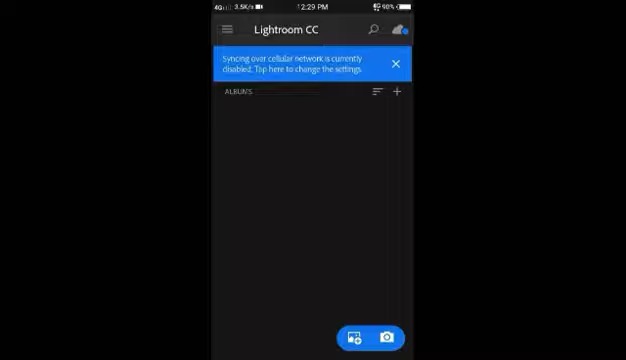 4G 3.5K/s 12:29 PM 98%
Lightroom CC
Syncing over cellular network is currently
disabled. Tap here to change the settings.
ALBUMS